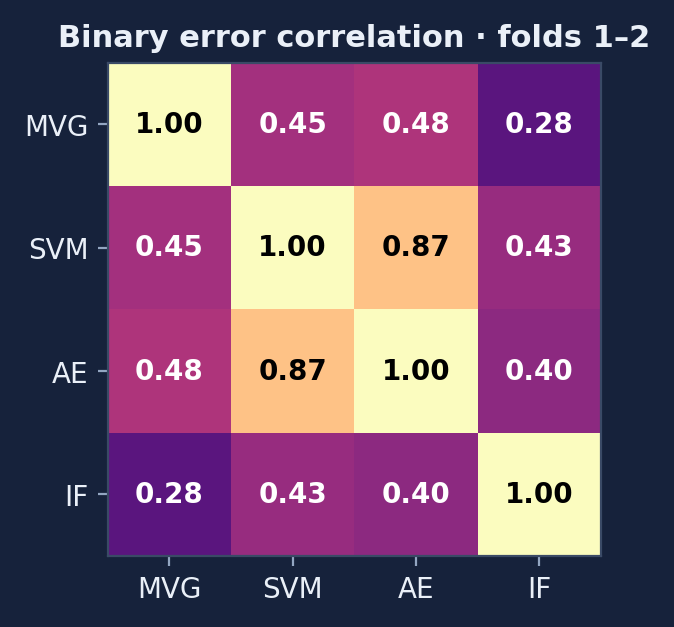 Binary error correlation · folds 1–2
MVG 1.00 0.45 0.48 0.28
SVM 0.45 1.00 0.87 0.43
AE 0.48 0.87 1.00 0.40
IF 0.28 0.43 0.40 1.00
MVG SVM AE IF